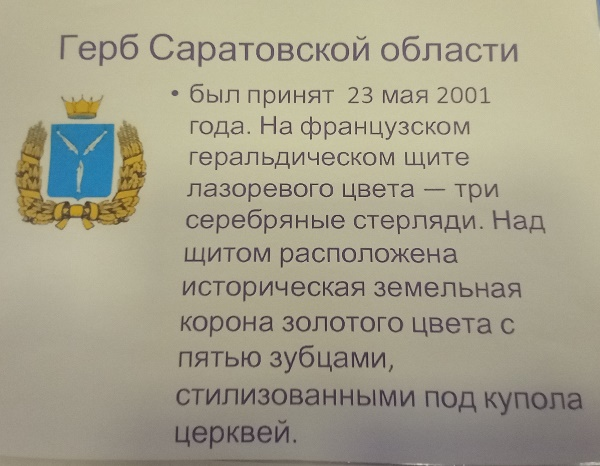 Герб Саратовской области
• был принят 23 мая 2001
года. На французском
геральдическом щите
лазоревого цвета — три
серебряные стерляди. Над
щитом расположена
историческая земельная
корона золотого цвета с
пятью зубцами,
стилизованными под купола
церквей.